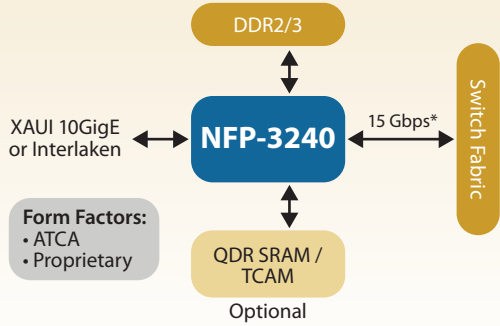 DDR2/3
XAUI 10GigE
or Interlaken
NFP-3240
15 Gbps*
Switch Fabric
Form Factors:
• ATCA
• Proprietary
QDR SRAM /
TCAM
Optional